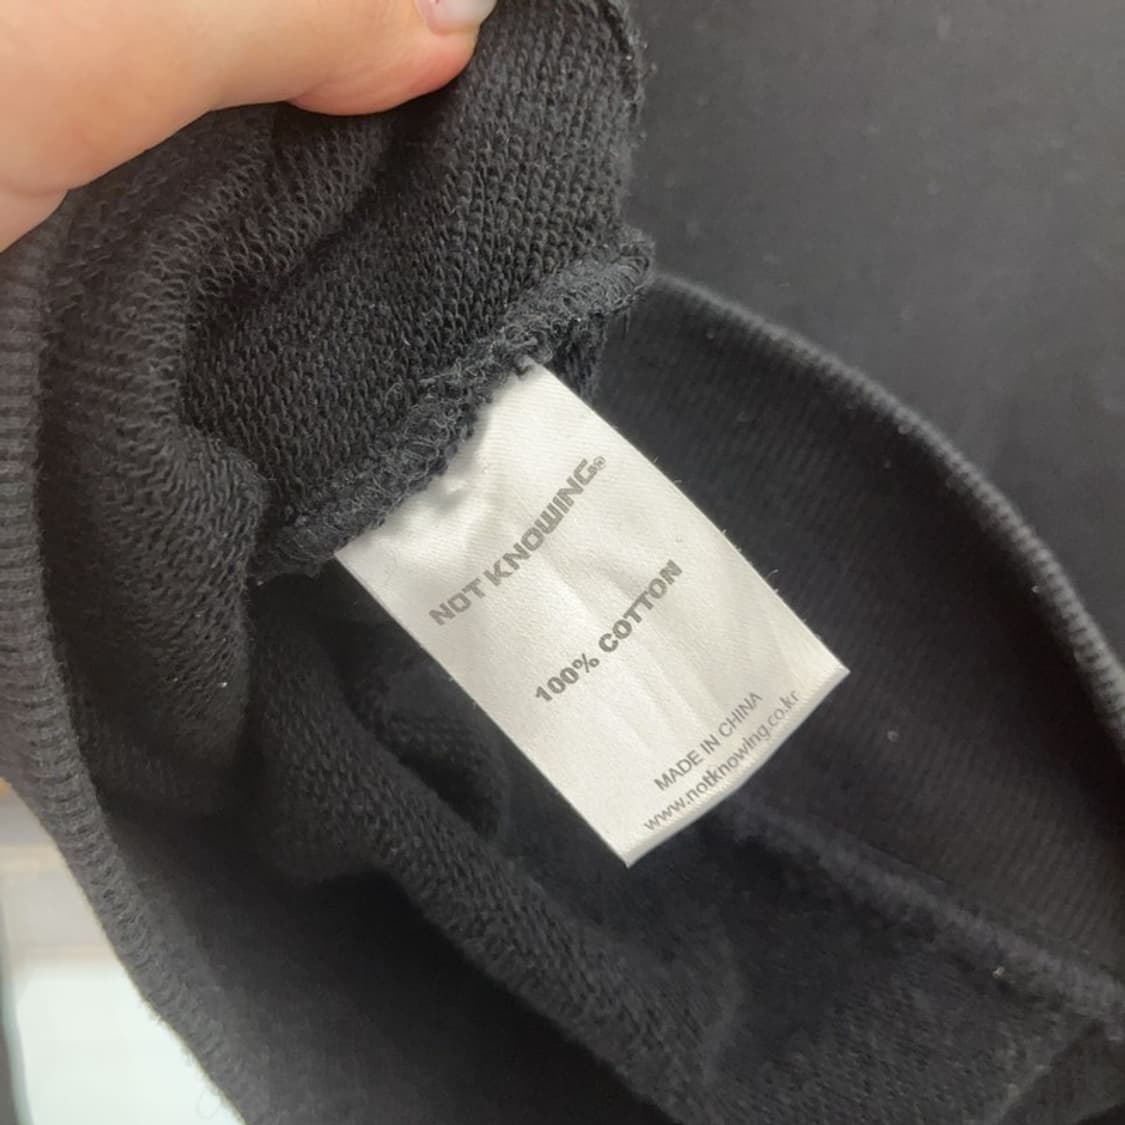 NOT KNOWING®
100% COTTON
MADE IN CHINA
www.notknowing.co.kr